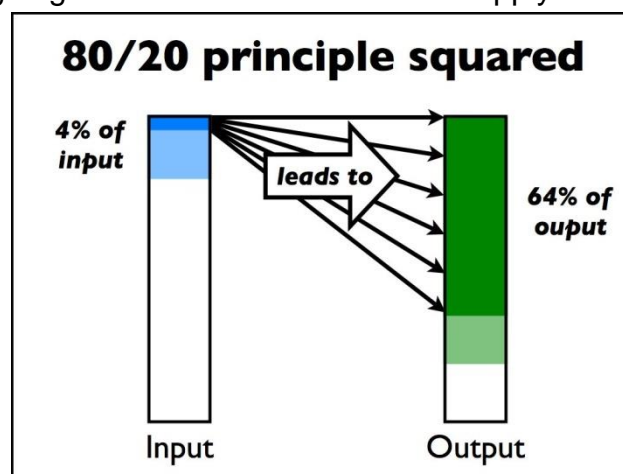 80/20 principle squared
4% of
input
leads to
64% of
ouput
Input
Output